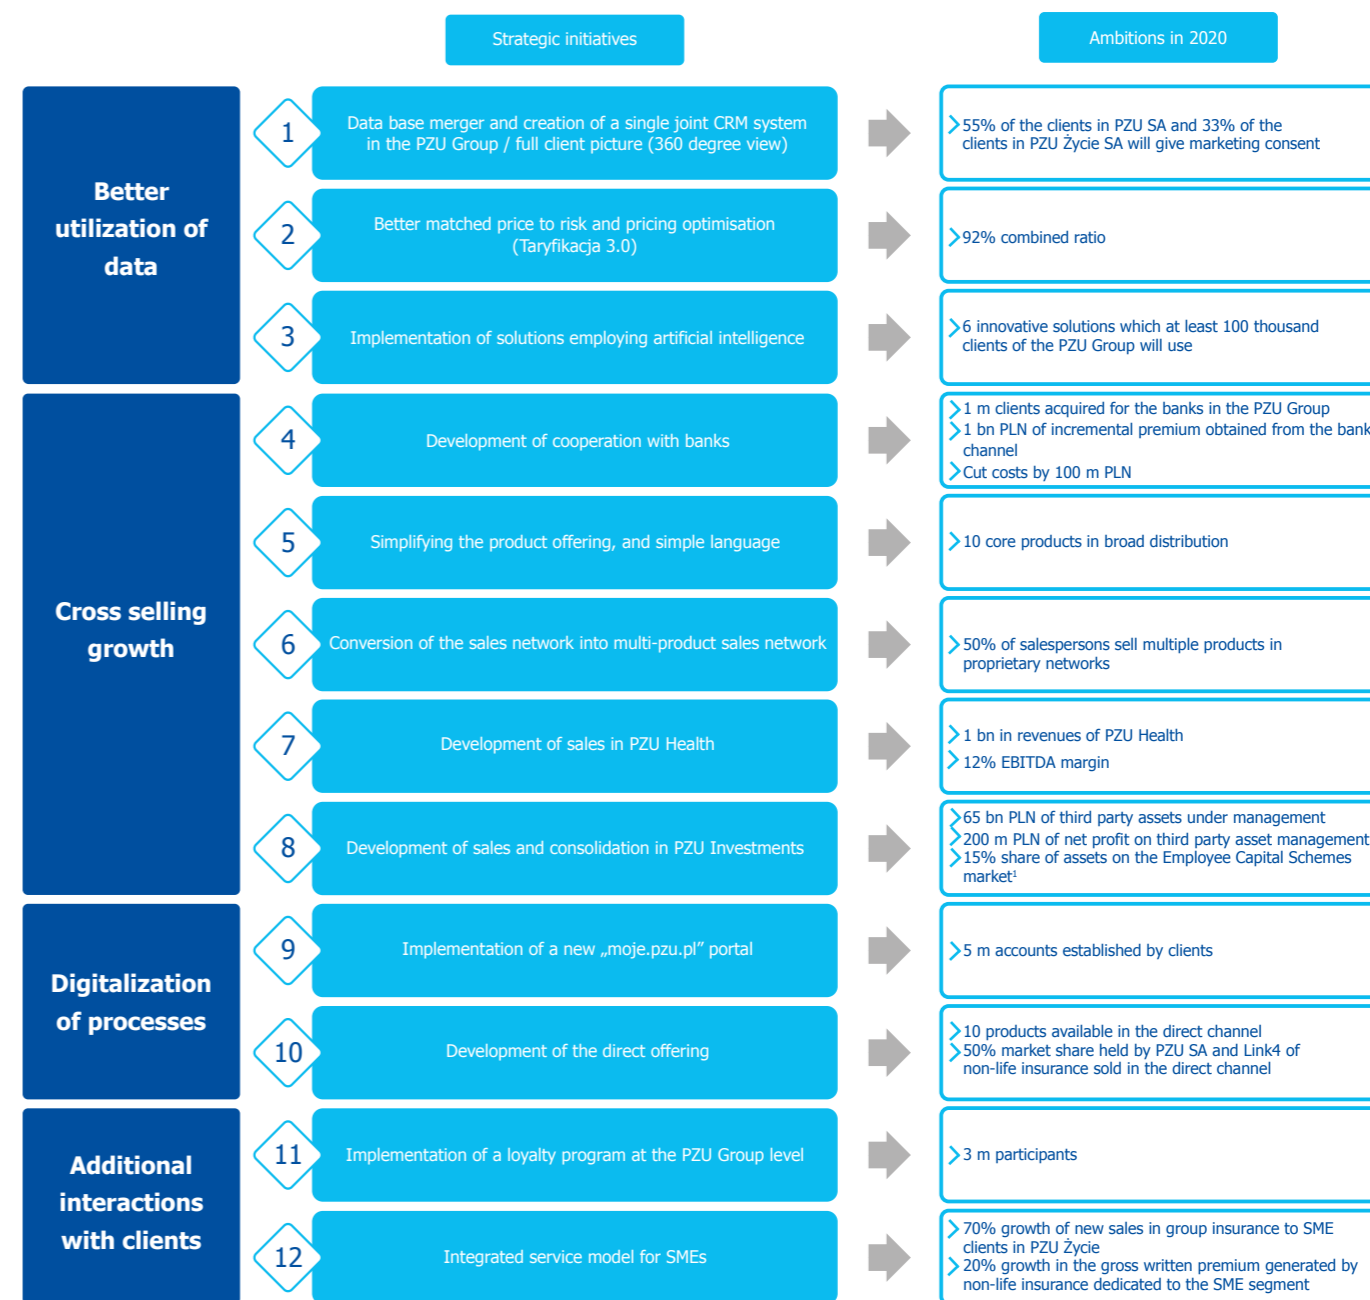 Strategic initiatives
Ambitions in 2020
Better
utilization of
data
1
Data base merger and creation of a single joint CRM system
in the PZU Group / full client picture (360 degree view)
55% of the clients in PZU SA and 33% of the
clients in PZU Życie SA will give marketing consent
2
Better matched price to risk and pricing optimisation
(Taryfikacja 3.0)
92% combined ratio
3
Implementation of solutions employing artificial intelligence
6 innovative solutions which at least 100 thousand
clients of the PZU Group will use
Cross selling
growth
4
Development of cooperation with banks
1 m clients acquired for the banks in the PZU Group
1 bn PLN of incremental premium obtained from the bank
channel
Cut costs by 100 m PLN
5
Simplifying the product offering, and simple language
10 core products in broad distribution
6
Conversion of the sales network into multi-product sales network
50% of salespersons sell multiple products in
proprietary networks
7
Development of sales in PZU Health
1 bn in revenues of PZU Health
12% EBITDA margin
8
Development of sales and consolidation in PZU Investments
65 bn PLN of third party assets under management
200 m PLN of net profit on third party asset management
15% share of assets on the Employee Capital Schemes
market¹
Digitalization
of processes
9
Implementation of a new „moje.pzu.pl” portal
5 m accounts established by clients
10
Development of the direct offering
10 products available in the direct channel
50% market share held by PZU SA and Link4 of
non-life insurance sold in the direct channel
Additional
interactions
with clients
11
Implementation of a loyalty program at the PZU Group level
3 m participants
12
Integrated service model for SMEs
70% growth of new sales in group insurance to SME
clients in PZU Życie
20% growth in the gross written premium generated by
non-life insurance dedicated to the SME segment